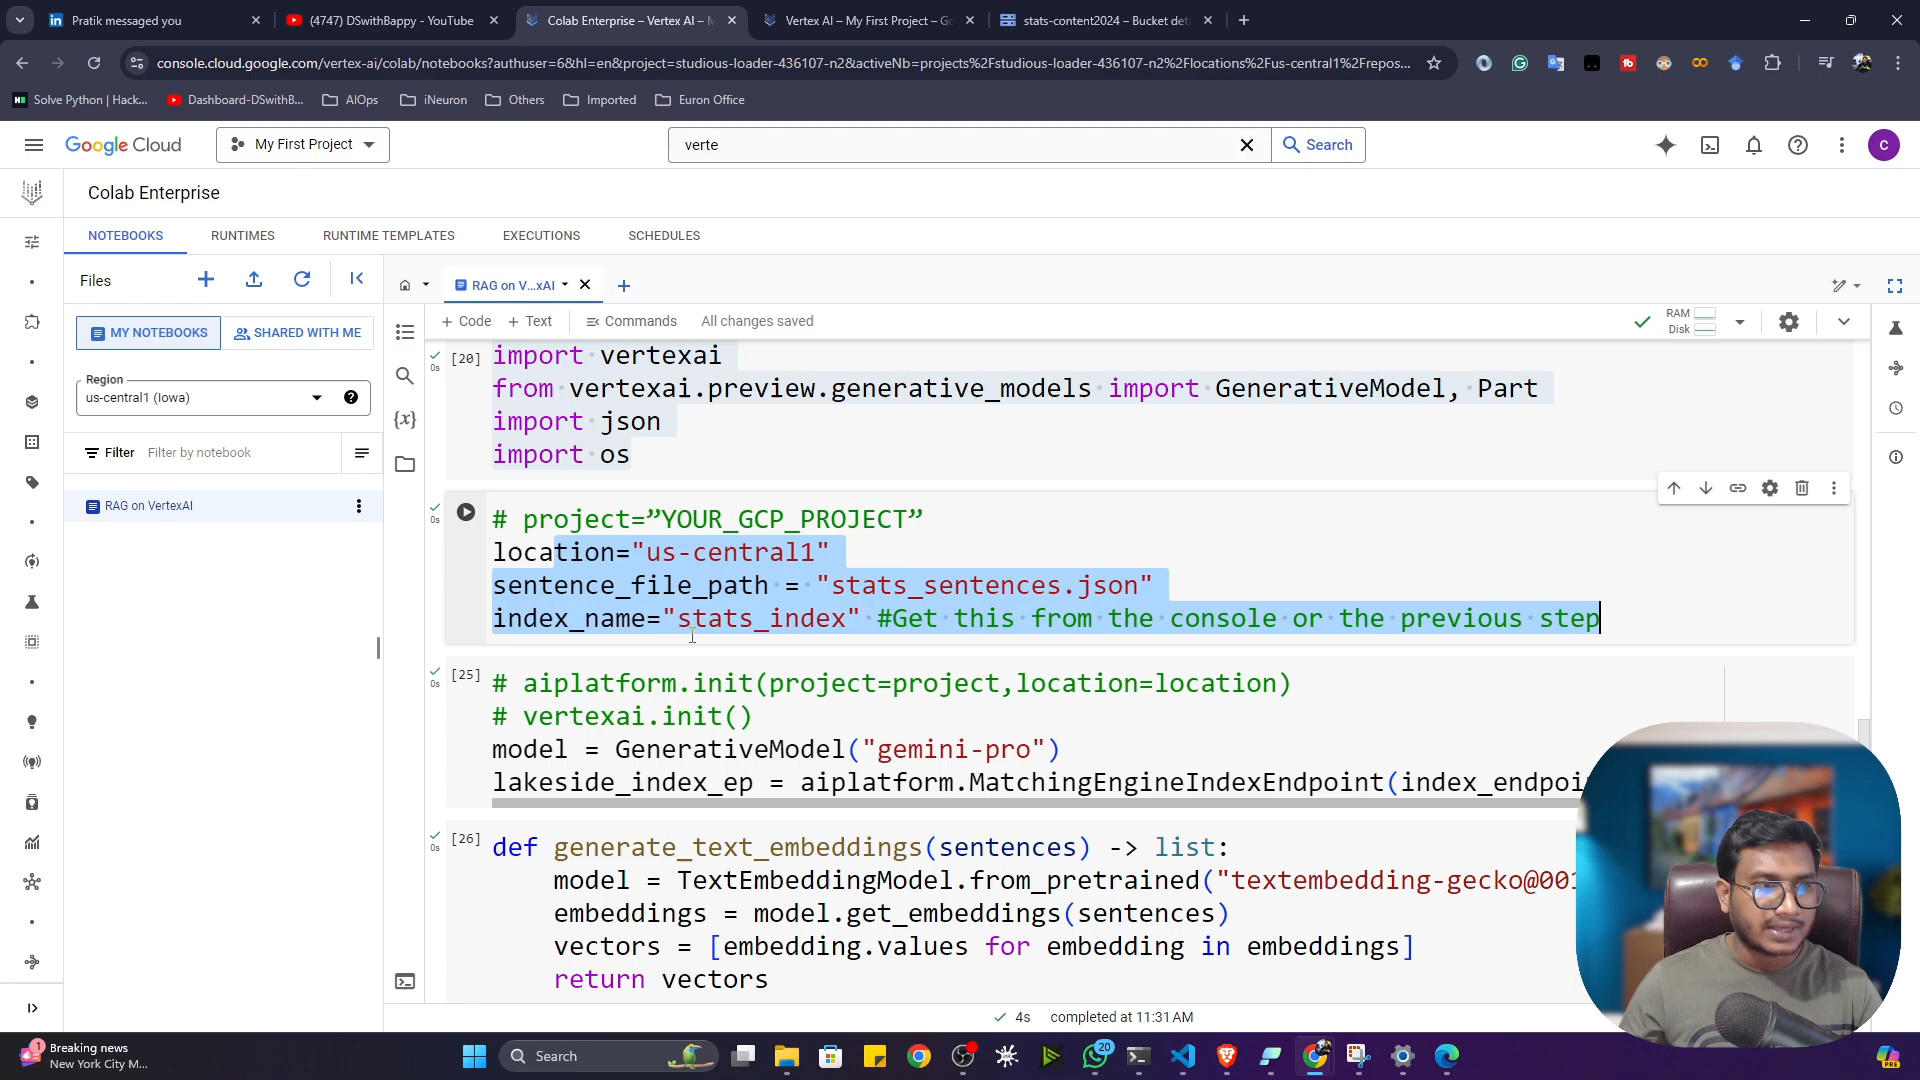 Pratik messaged you
(4747) DSwithBappy - YouTube
Colab Enterprise – Vertex AI – M
Vertex AI – My First Project – Go
stats-content2024 – Bucket det
console.cloud.google.com/vertex-ai/colab/notebooks?authuser=6&hl=en&project=studious-loader-436107-n2&activeNb=projects%2Fstudious-loader-436107-n2%2Flocations%2Fus-central1%2Frepos...
Solve Python | Hack...
Dashboard-DSwithB...
AIOps
iNeuron
Others
Imported
Euron Office
Google Cloud
My First Project
verte
Search
C
Colab Enterprise
NOTEBOOKS
RUNTIMES
RUNTIME TEMPLATES
EXECUTIONS
SCHEDULES
Files
RAG on V...xAI
MY NOTEBOOKS
SHARED WITH ME
+ Code + Text
Commands
All changes saved
RAM
Disk
Region
us-central1 (Iowa)
Filter Filter by notebook
RAG on VertexAI
[20]
0s
import vertexai
from vertexai.preview.generative_models import GenerativeModel, Part
import json
import os
0s
# project=”YOUR_GCP_PROJECT”
location="us-central1"
sentence_file_path = "stats_sentences.json"
index_name="stats_index" #Get this from the console or the previous step
[25]
0s
# aiplatform.init(project=project,location=location)
# vertexai.init()
model = GenerativeModel("gemini-pro")
lakeside_index_ep = aiplatform.MatchingEngineIndexEndpoint(index_endpoi
[26]
0s
def generate_text_embeddings(sentences) -> list:
model = TextEmbeddingModel.from_pretrained("textembedding-gecko@001
embeddings = model.get_embeddings(sentences)
vectors = [embedding.values for embedding in embeddings]
return vectors
4s completed at 11:31 AM
1
Breaking news
New York City M...
Search
20
PRE